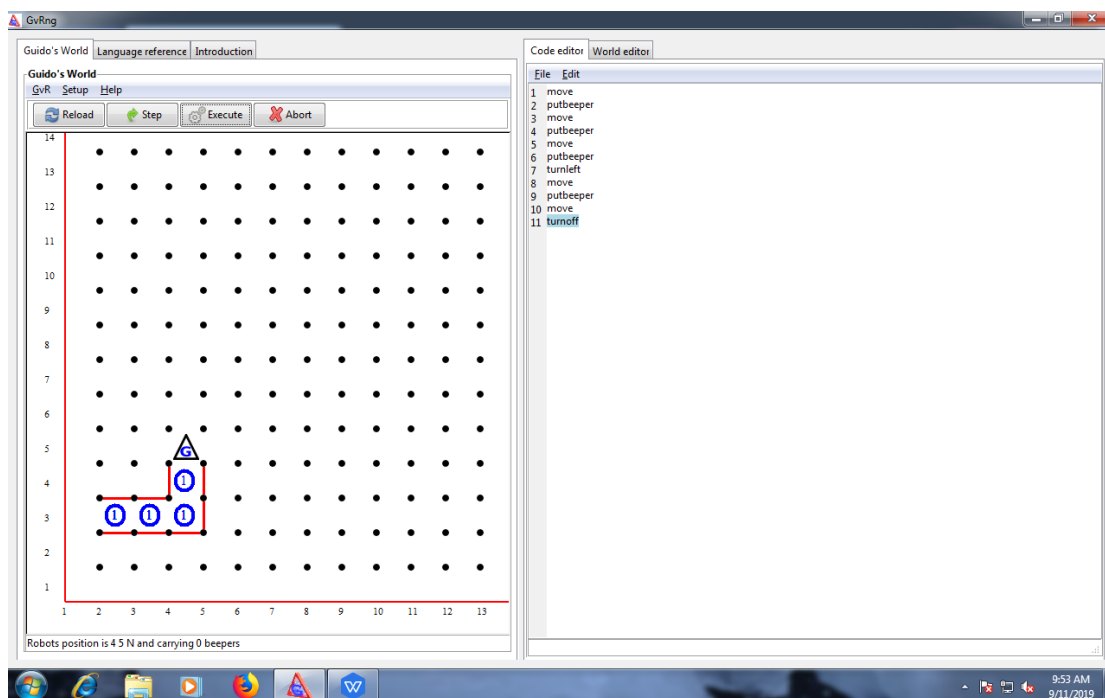 GvRng
Guido's World Language reference Introduction
Guido's World
GvR Setup Help
Reload Step Execute Abort
14
13
12
11
10
9
8
7
6
5
4
3
2
1
G
1
1 1 1
1 2 3 4 5 6 7 8 9 10 11 12 13
Robots position is 4 5 N and carrying 0 beepers
Code editor World editor
File Edit
1 move
2 putbeeper
3 move
4 putbeeper
5 move
6 putbeeper
7 turnleft
8 move
9 putbeeper
10 move
11 turnoff
9:53 AM
9/11/2019